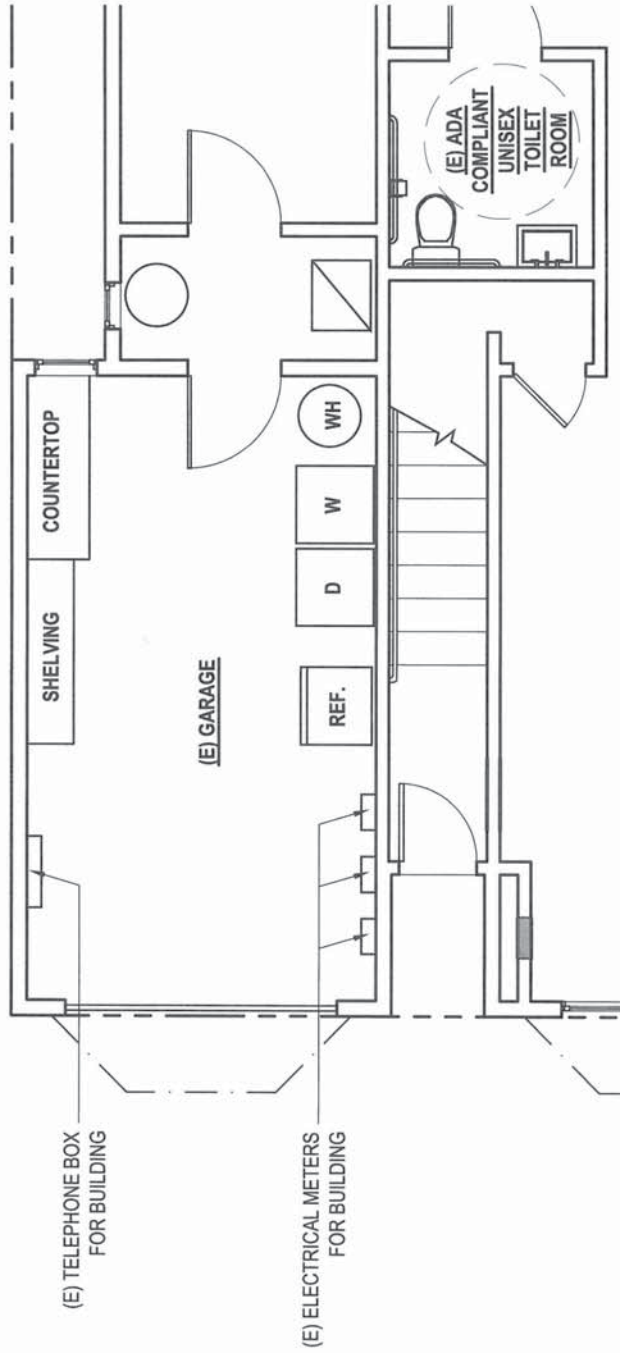 (E) TELEPHONE BOX
FOR BUILDING
(E) ELECTRICAL METERS
FOR BUILDING
SHELVING
COUNTERTOP
(E) GARAGE
REF.
D
W
WH
(E) ADA
COMPLIANT
UNISEX
TOILET
ROOM